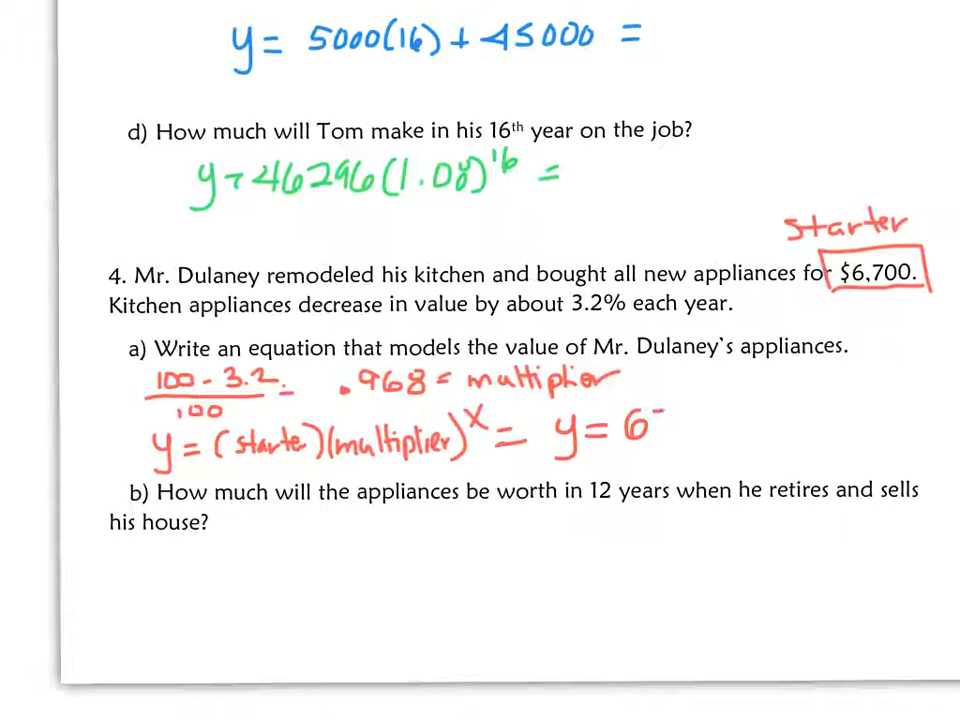 y = 5000(16) + 45000 =
d) How much will Tom make in his 16th year on the job?
y = 46296(1.08)^16 =
starter
4. Mr. Dulaney remodeled his kitchen and bought all new appliances for $6,700.
Kitchen appliances decrease in value by about 3.2% each year.
a) Write an equation that models the value of Mr. Dulaney's appliances.
100 - 3.2 = .968 = multiplier
100
y = (starte)(multiplier)^x = y = 6
b) How much will the appliances be worth in 12 years when he retires and sells
his house?